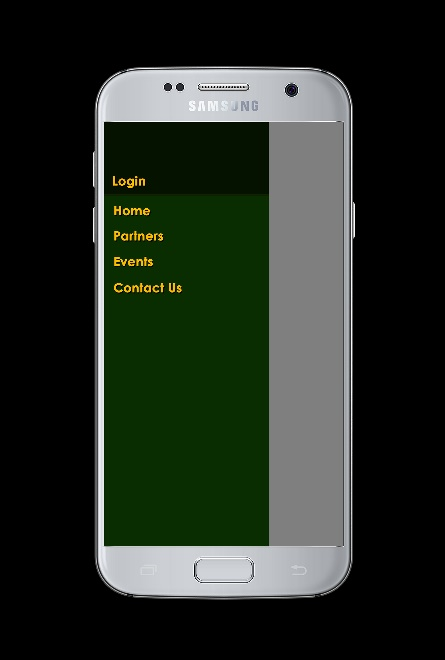 SAMSUNG
Login
Home
Partners
Events
Contact Us